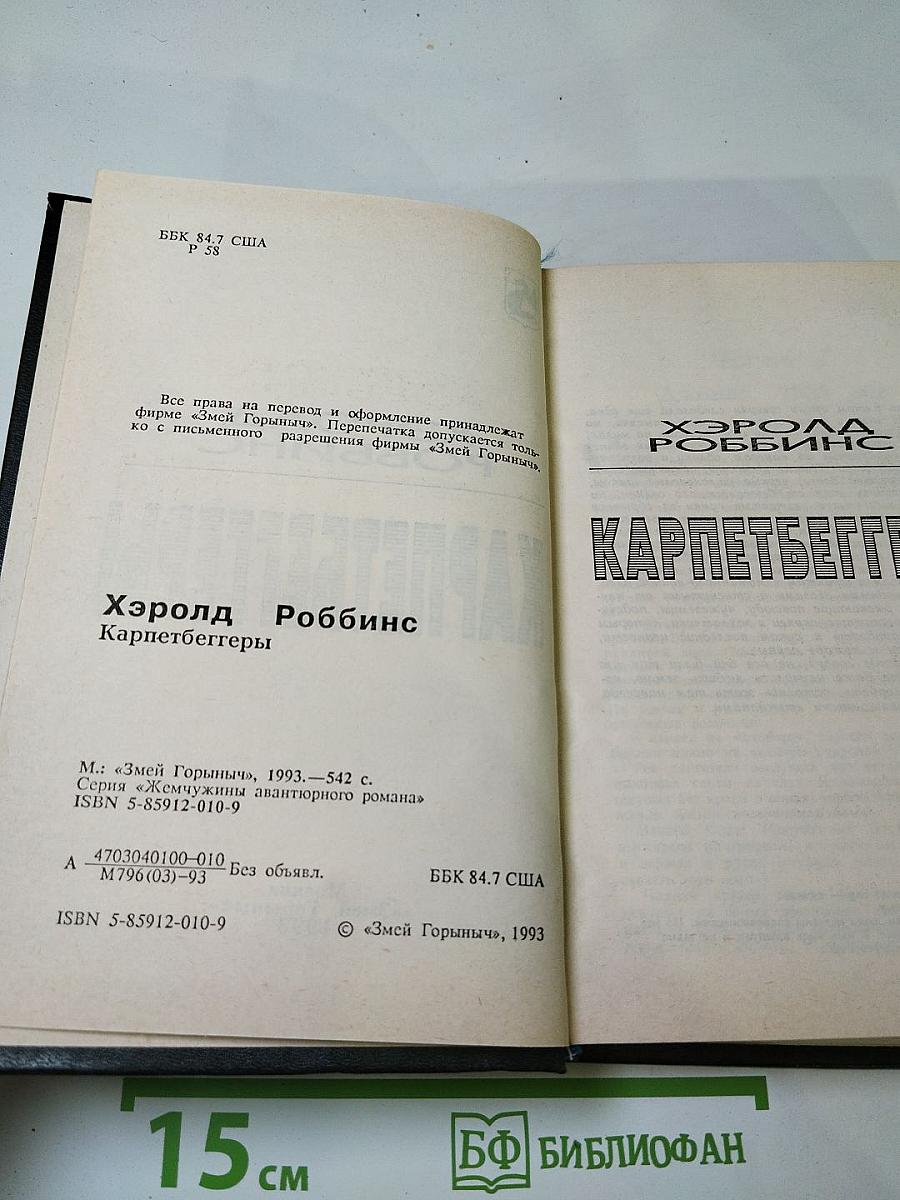 ББК 84.7 США
Р 58
Все права на перевод и оформление принадлежат
фирме «Змей Горыныч». Перепечатка допускается толь-
ко с письменного разрешения фирмы «Змей Горыныч».
Хэролд Роббинс
Карпетбеггеры
М.: «Змей Горыныч», 1993.—542 с.
Серия «Жемчужины авантюрного романа»
ISBN 5-85912-010-9
А 4703040100—010 Без объявл.
М796(03)—93
ББК 84.7 США
ISBN 5-85912-010-9
© «Змей Горыныч», 1993
ХЭРОЛД
РОББИНС
КАРПЕТБЕГГЕ
15 см
БФ БИБЛИОФАН